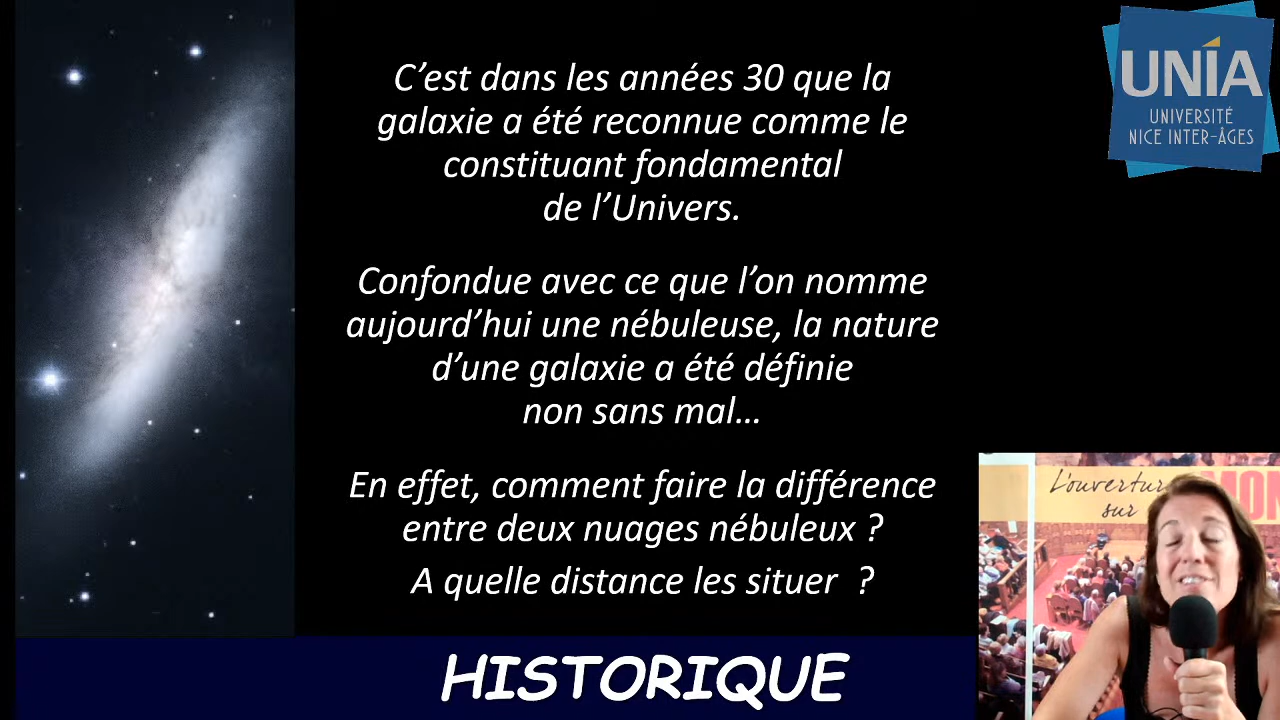 C'est dans les années 30 que la
galaxie a été reconnue comme le
constituant fondamental
de l'Univers.
Confondue avec ce que l'on nomme
aujourd'hui une nébuleuse, la nature
d'une galaxie a été définie
non sans mal…
En effet, comment faire la différence
entre deux nuages nébuleux ?
A quelle distance les situer ?
HISTORIQUE
UNIA
UNIVERSITÉ
NICE INTER-ÂGES
L'ouverture
sur